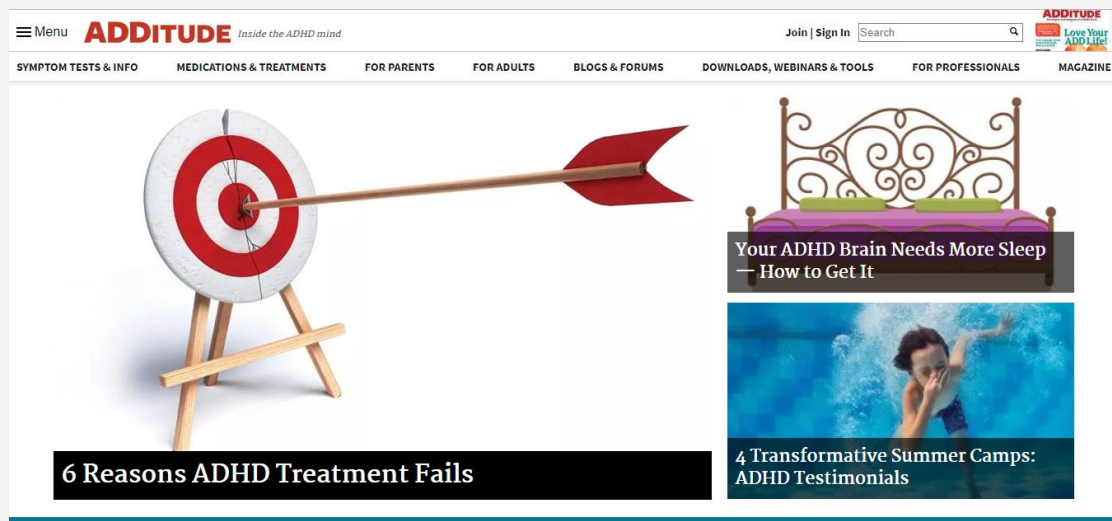 Menu
ADDITUDE
Inside the ADHD mind
Join | Sign In
Search
ADDITUDE
Love Your
ADD Life!
SYMPTOM TESTS & INFO
MEDICATIONS & TREATMENTS
FOR PARENTS
FOR ADULTS
BLOGS & FORUMS
DOWNLOADS, WEBINARS & TOOLS
FOR PROFESSIONALS
MAGAZINE
Your ADHD Brain Needs More Sleep
— How to Get It
6 Reasons ADHD Treatment Fails
4 Transformative Summer Camps:
ADHD Testimonials